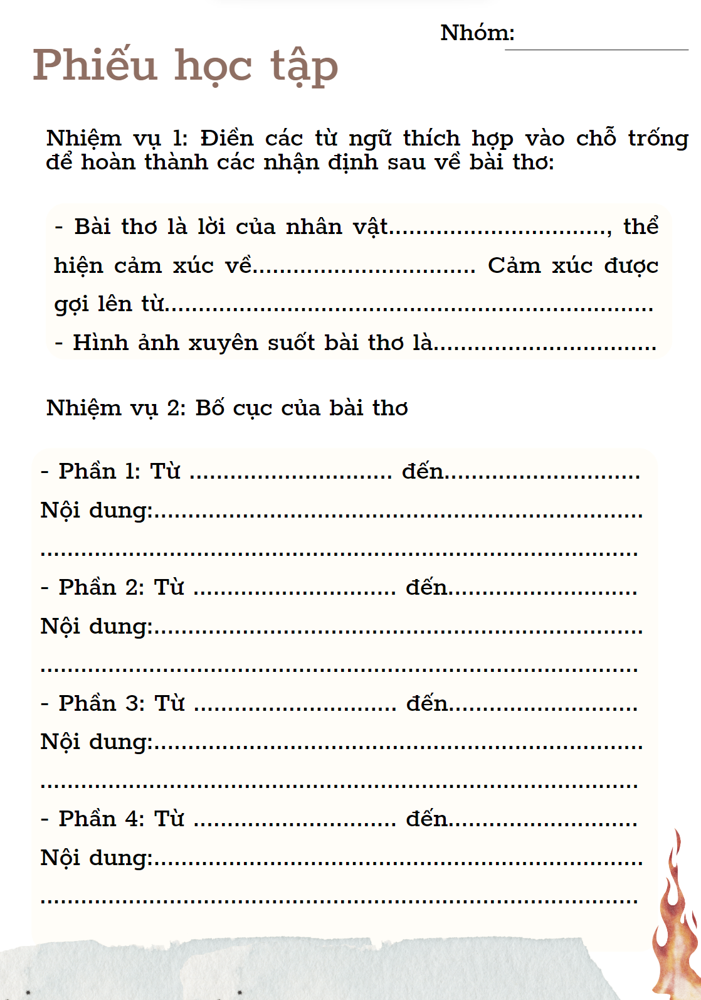 Nhóm:
Phiếu học tập
Nhiệm vụ 1: Điền các từ ngữ thích hợp vào chỗ trống
để hoàn thành các nhận định sau về bài thơ:
- Bài thơ là lời của nhân vật................................, thể
hiện cảm xúc về................................. Cảm xúc được
gợi lên từ........................................................................
- Hình ảnh xuyên suốt bài thơ là.................................
Nhiệm vụ 2: Bố cục của bài thơ
- Phần 1: Từ .............................. đến.............................
Nội dung:........................................................................
........................................................................................
- Phần 2: Từ .............................. đến............................
Nội dung:........................................................................
........................................................................................
- Phần 3: Từ .............................. đến............................
Nội dung:........................................................................
........................................................................................
- Phần 4: Từ .............................. đến............................
Nội dung:........................................................................
........................................................................................